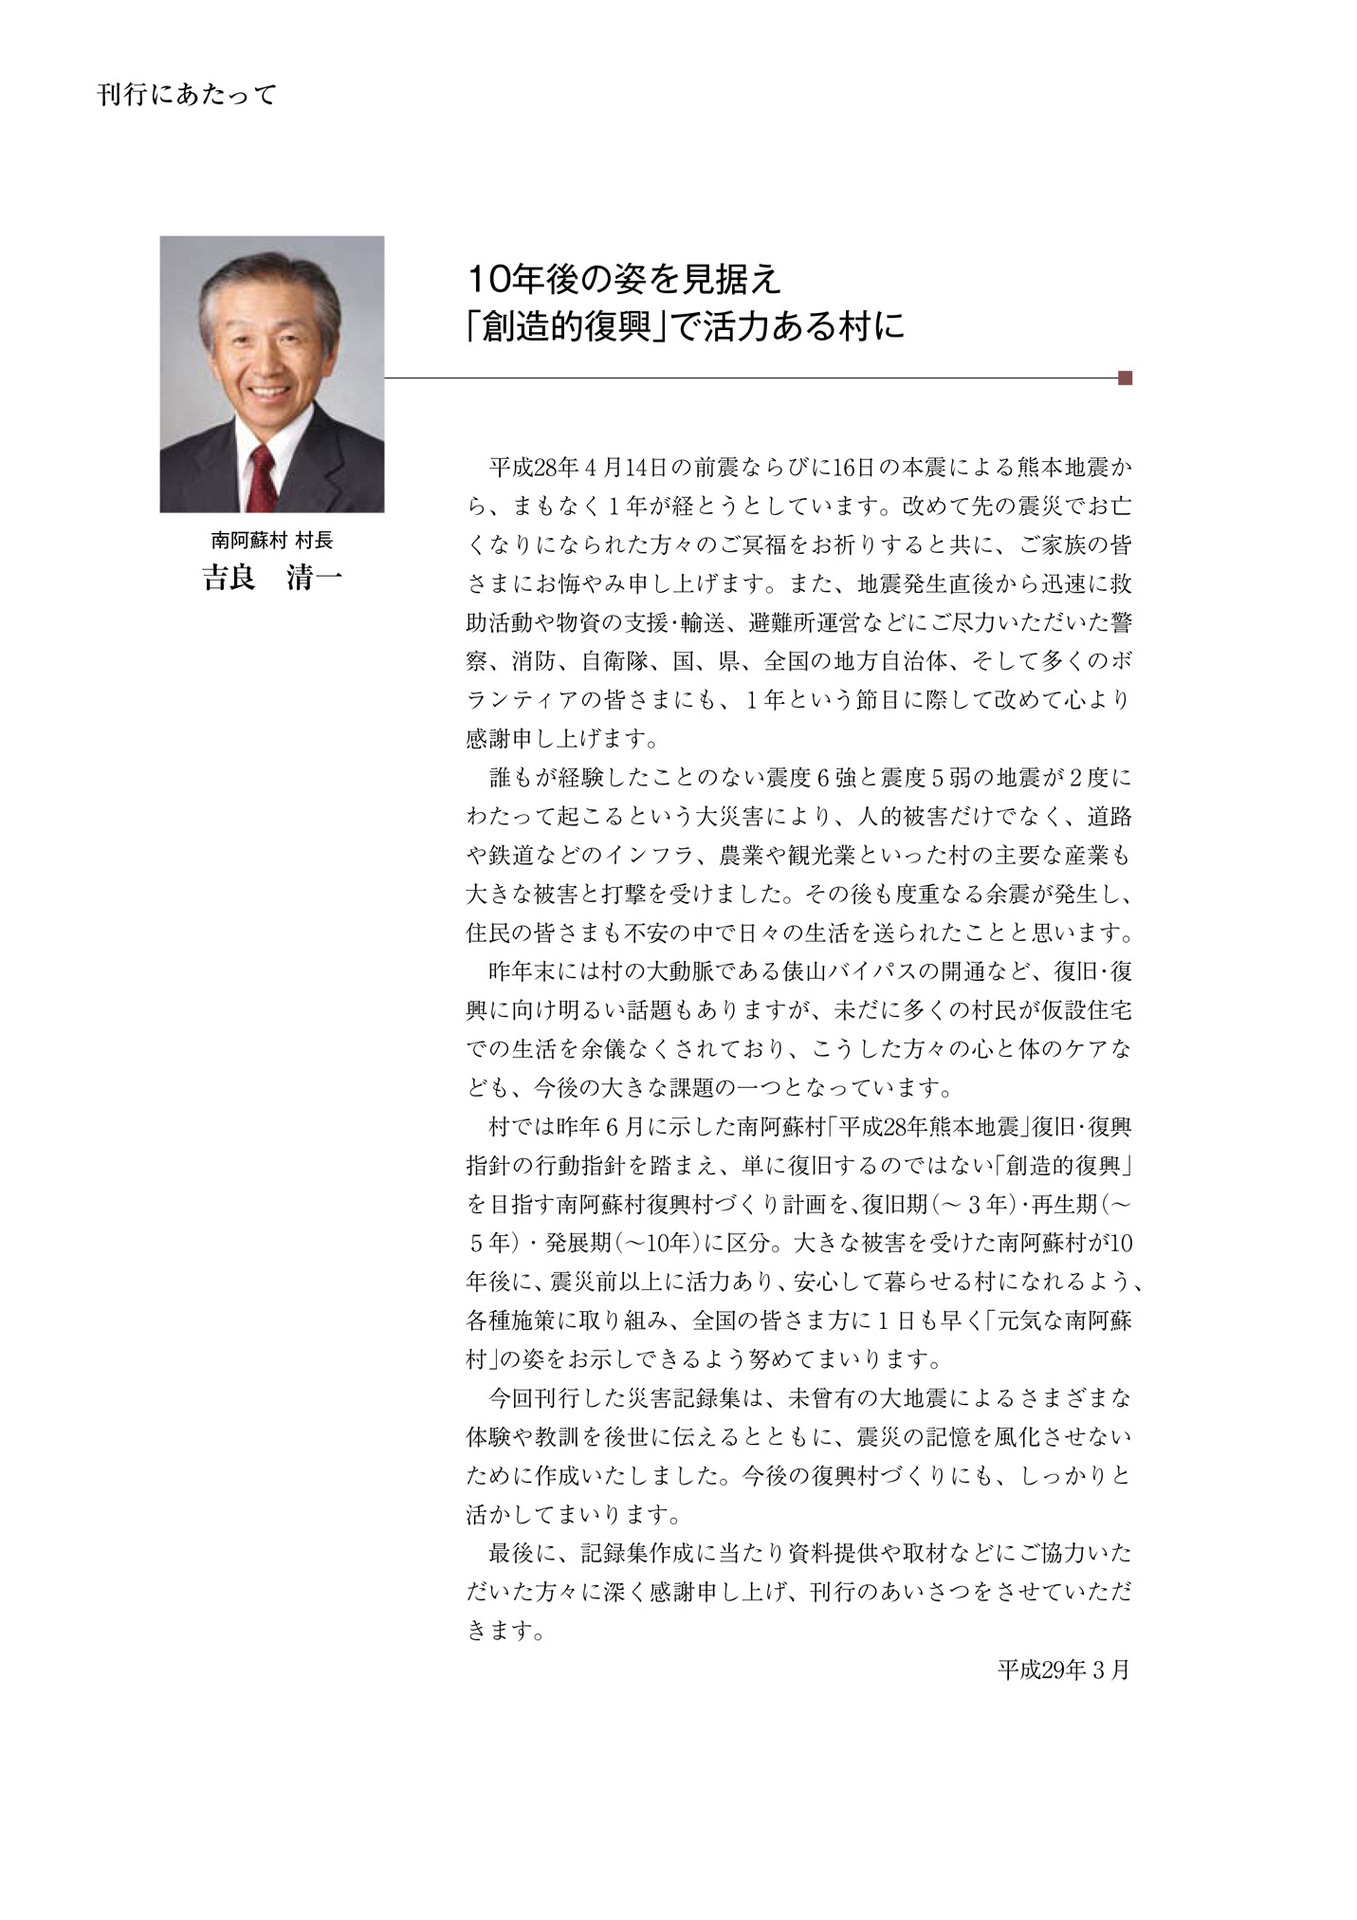 刊行にあたって
10年後の姿を見据え
「創造的復興」で活力ある村に
南阿蘇村 村長
吉良　清一
平成28年４月14日の前震ならびに16日の本震による熊本地震か
ら、まもなく１年が経とうとしています。改めて先の震災でお亡
くなりになられた方々のご冥福をお祈りすると共に、ご家族の皆
さまにお悔やみ申し上げます。また、地震発生直後から迅速に救
助活動や物資の支援・輸送、避難所運営などにご尽力いただいた警
察、消防、自衛隊、国、県、全国の地方自治体、そして多くのボ
ランティアの皆さまにも、１年という節目に際して改めて心より
感謝申し上げます。
誰もが経験したことのない震度６強と震度５弱の地震が２度に
わたって起こるという大災害により、人的被害だけでなく、道路
や鉄道などのインフラ、農業や観光業といった村の主要な産業も
大きな被害と打撃を受けました。その後も度重なる余震が発生し、
住民の皆さまも不安の中で日々の生活を送られたことと思います。
昨年末には村の大動脈である俵山バイパスの開通など、復旧・復
興に向け明るい話題もありますが、未だに多くの村民が仮設住宅
での生活を余儀なくされており、こうした方々の心と体のケアな
ども、今後の大きな課題の一つとなっています。
村では昨年６月に示した南阿蘇村「平成28年熊本地震」復旧・復興
指針の行動指針を踏まえ、単に復旧するのではない「創造的復興」
を目指す南阿蘇村復興村づくり計画を、復旧期（～３年）・再生期（～
５年）・発展期（～10年）に区分。大きな被害を受けた南阿蘇村が10
年後に、震災前以上に活力あり、安心して暮らせる村になれるよう、
各種施策に取り組み、全国の皆さま方に１日も早く「元気な南阿蘇
村」の姿をお示しできるよう努めてまいります。
今回刊行した災害記録集は、未曾有の大地震によるさまざまな
体験や教訓を後世に伝えるとともに、震災の記憶を風化させない
ために作成いたしました。今後の復興村づくりにも、しっかりと
活かしてまいります。
最後に、記録集作成に当たり資料提供や取材などにご協力いた
だいた方々に深く感謝申し上げ、刊行のあいさつをさせていただ
きます。
平成29年３月